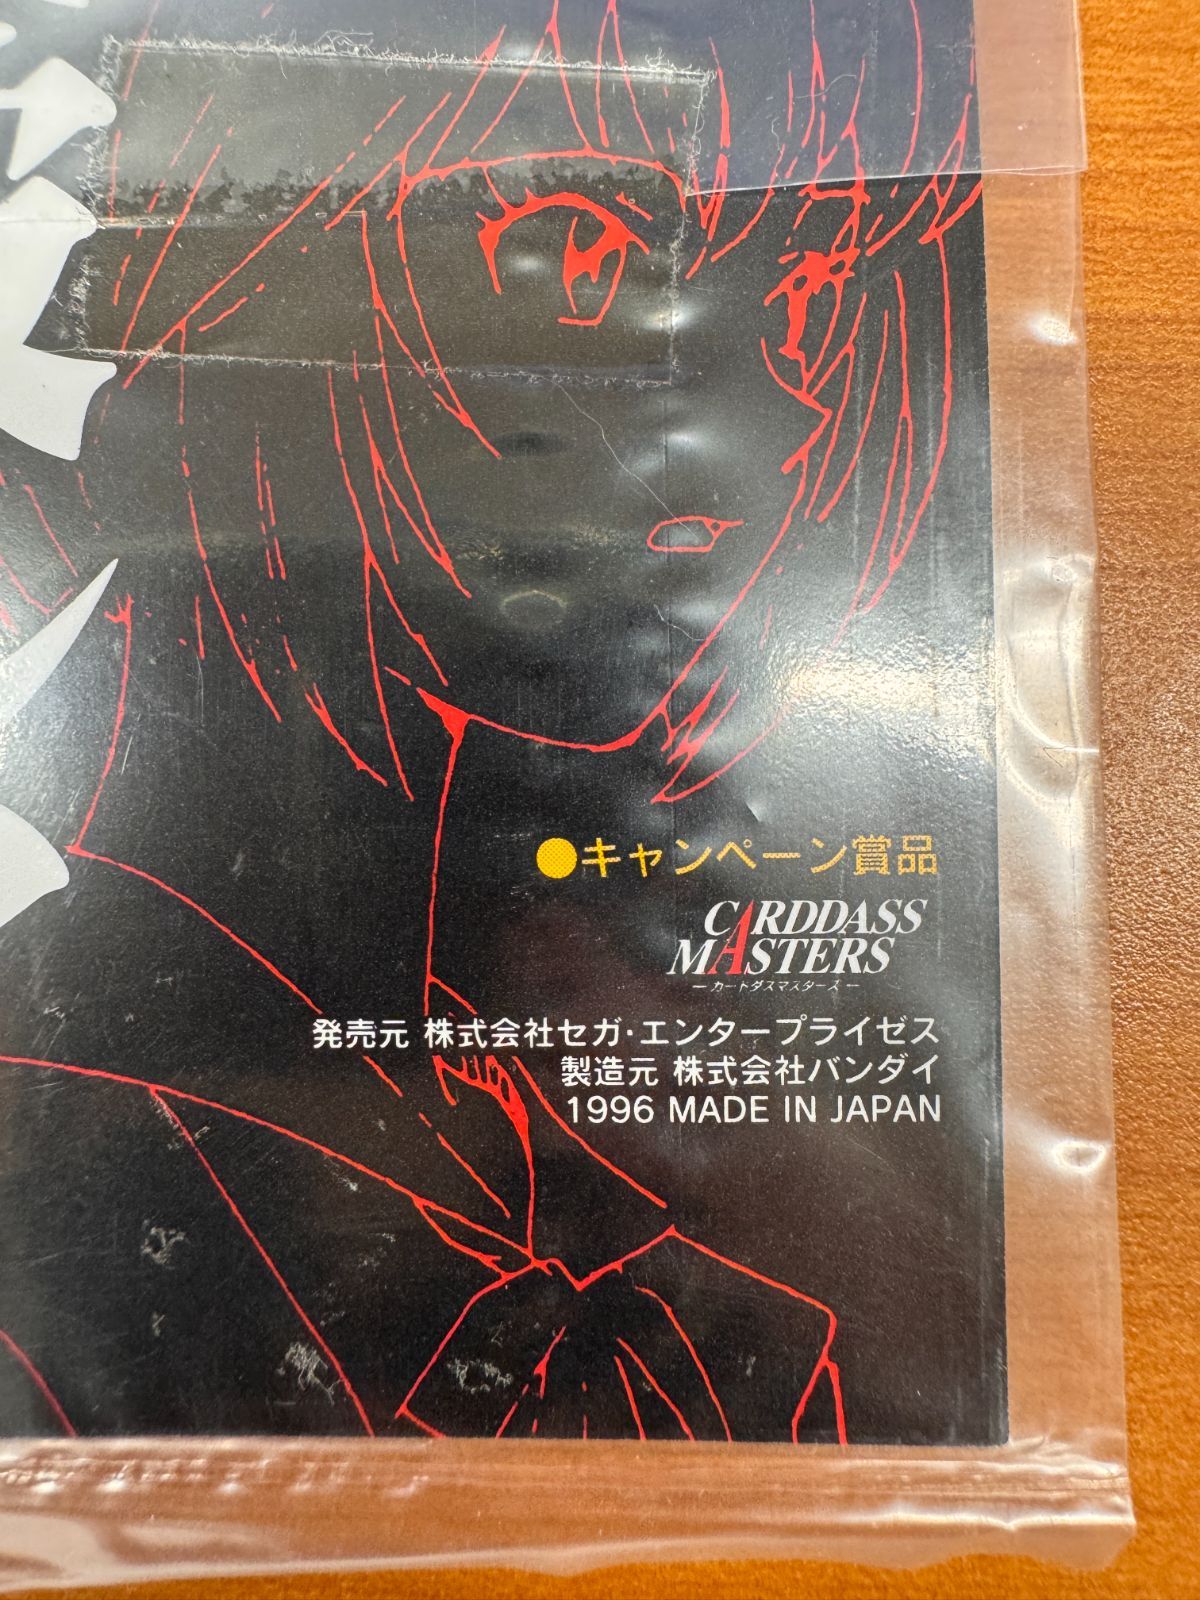 ●キャンペーン賞品
CARDDASS
MASTERS
ーカードダスマスターズー
発売元 株式会社セガ・エンタープライゼス
製造元 株式会社バンダイ
1996 MADE IN JAPAN